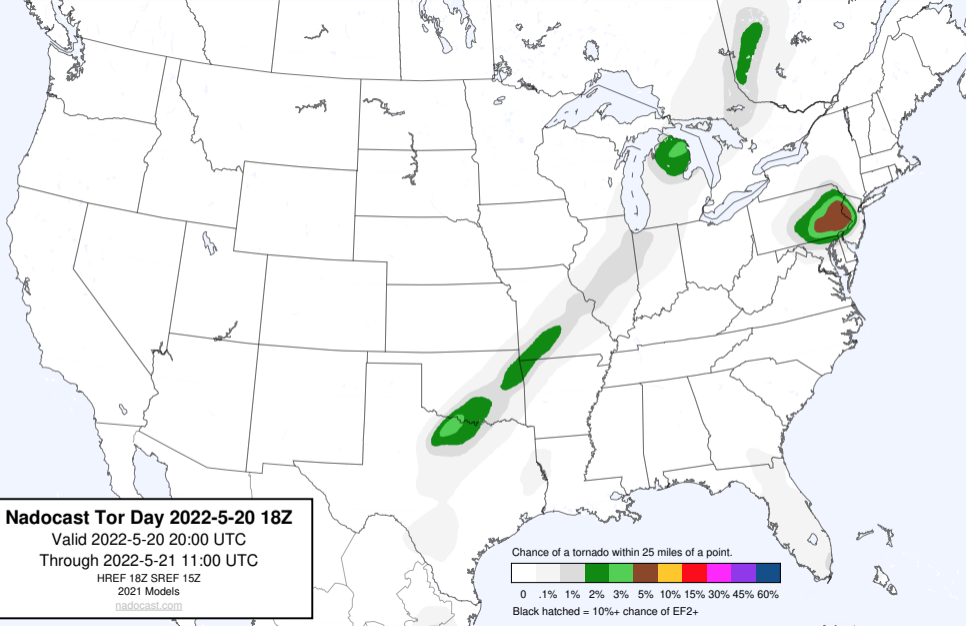 Nadocast Tor Day 2022-5-20 18Z
Valid 2022-5-20 20:00 UTC
Through 2022-5-21 11:00 UTC
HREF 18Z SREF 15Z
2021 Models
nadocast.com
Chance of a tornado within 25 miles of a point.
0 .1% 1% 2% 3% 5% 10% 15% 30% 45% 60%
Black hatched = 10%+ chance of EF2+